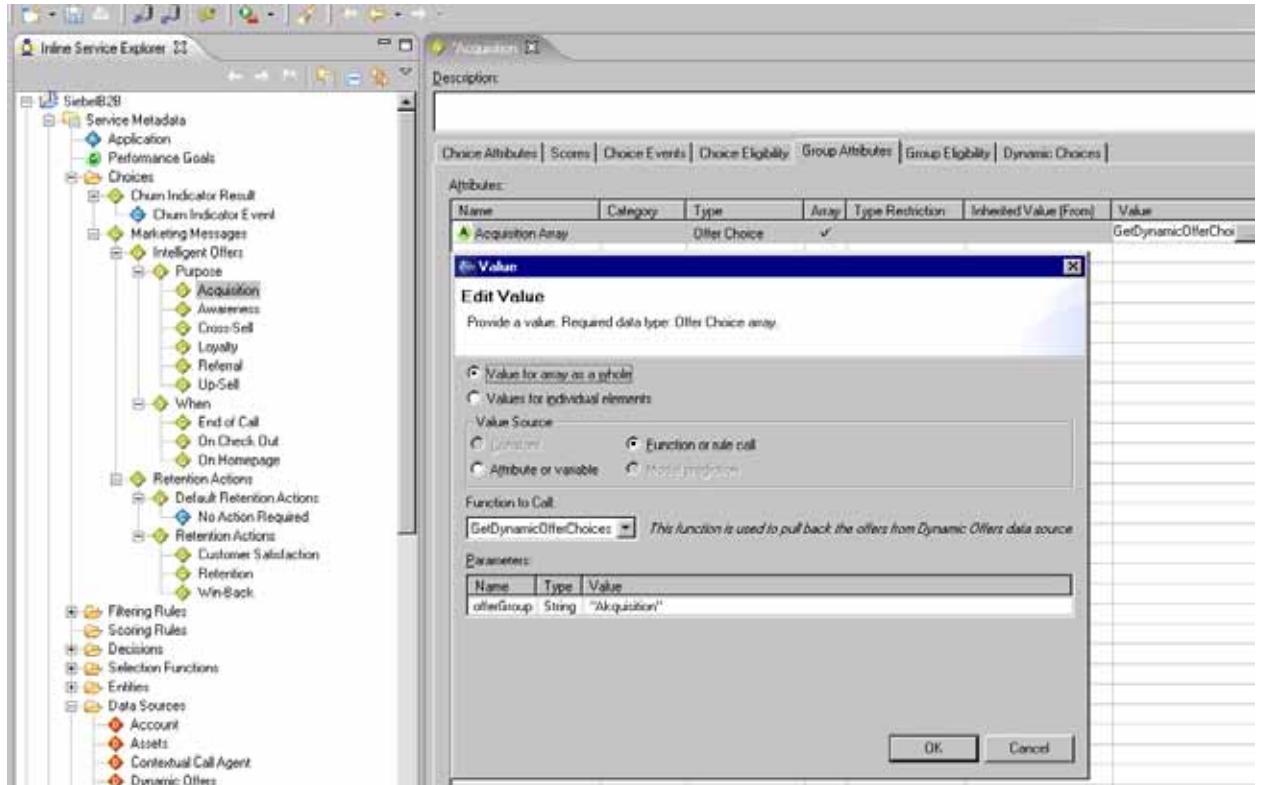 Inline Service Explorer
SiebelB2B
Service Metadata
Application
Performance Goals
Choices
Churn Indicator Result
Churn Indicator Event
Marketing Messages
Intelligent Offers
Purpose
Acquisition
Awareness
Cross-Sell
Loyalty
Referral
Up-Sell
When
End of Call
On Check Out
On Homepage
Retention Actions
Default Retention Actions
No Action Required
Retention Actions
Customer Satisfaction
Retention
Win-Back
Filtering Rules
Scoring Rules
Decisions
Selection Functions
Entities
Data Sources
Account
Assets
Contextual Call Agent
Dynamic Offers
*Acquisition
Description:
Choice Attributes Scores Choice Events Choice Eligibility Group Attributes Group Eligibility Dynamic Choices
Attributes:
Name Category Type Array Type Restriction Inherited Value (From) Value
Acquisition Array Offer Choice ✓ GetDynamicOfferChoi
Value
Edit Value
Provide a value. Required data type: Offer Choice array.
Value for array as a whole
Values for individual elements
Value Source
Constant Function or rule call
Attribute or variable Model prediction
Function to Call:
GetDynamicOfferChoices This function is used to pull back the offers from Dynamic Offers data source
Parameters:
Name Type Value
offerGroup String "Akquisition"
OK Cancel